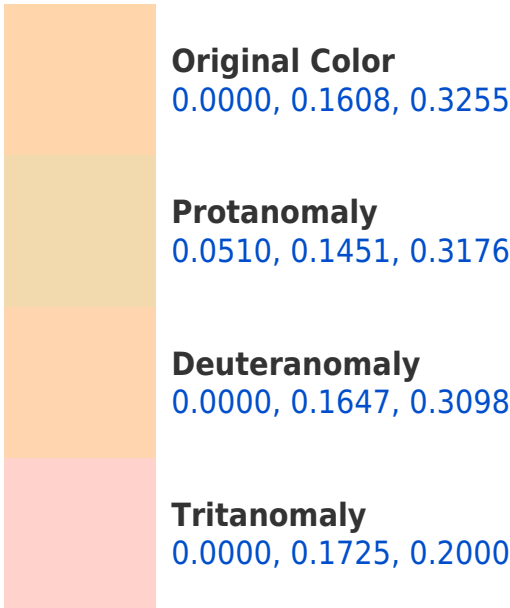 Original Color
0.0000, 0.1608, 0.3255
Protanomaly
0.0510, 0.1451, 0.3176
Deuteranomaly
0.0000, 0.1647, 0.3098
Tritanomaly
0.0000, 0.1725, 0.2000